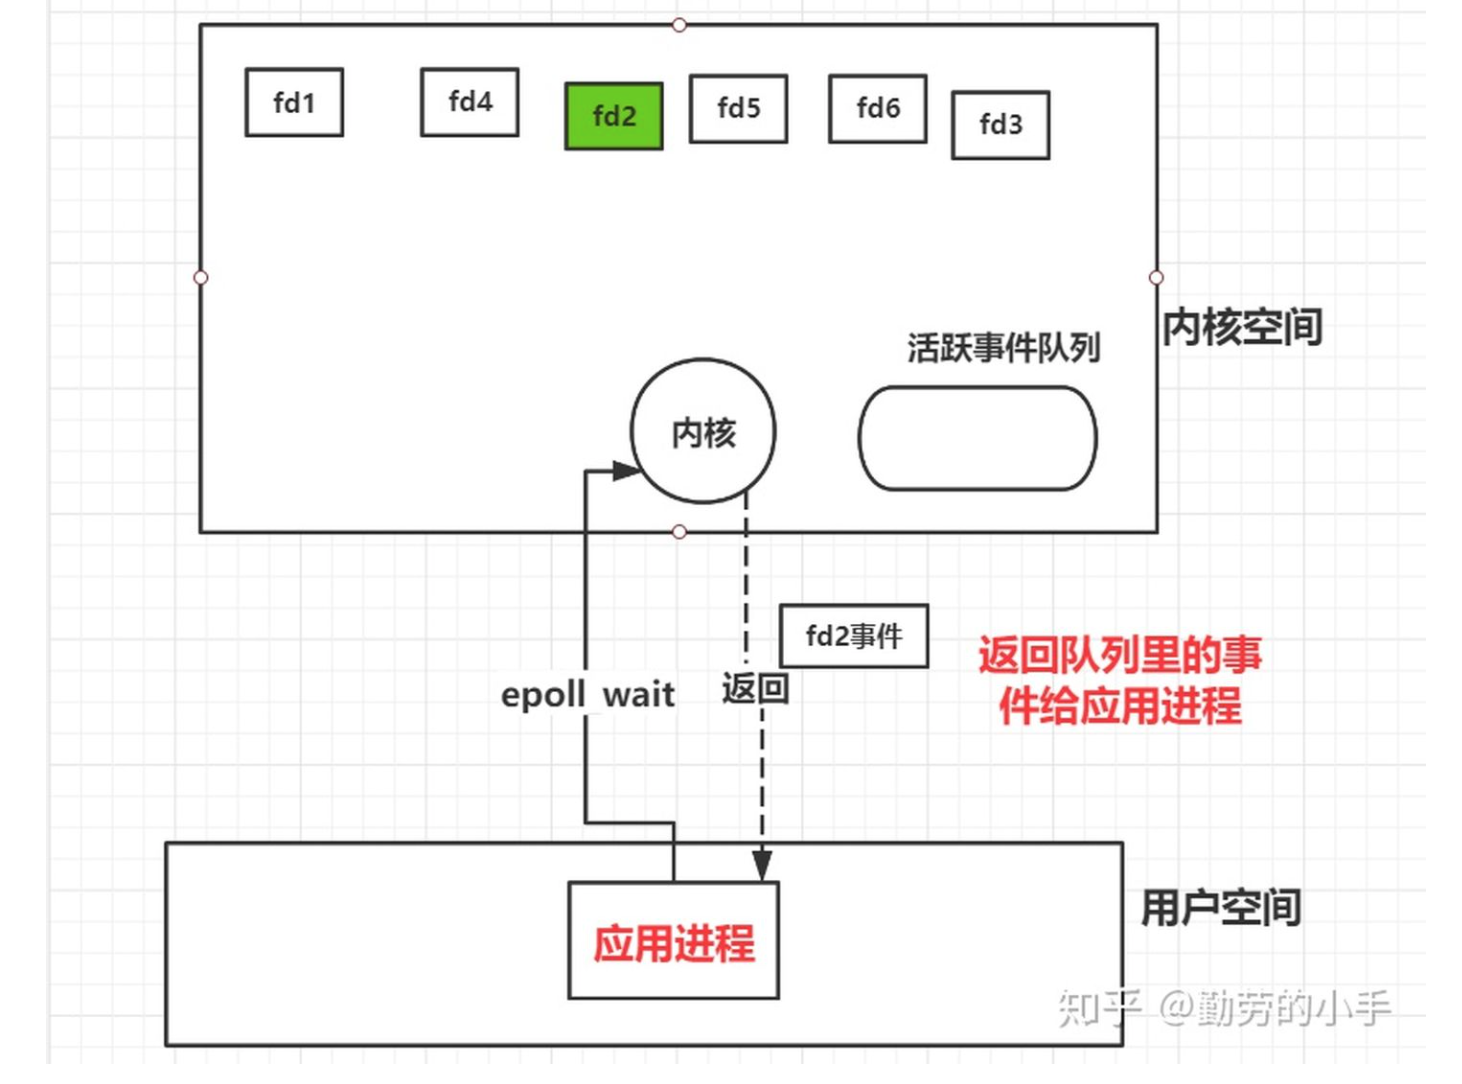 fd1
fd4
fd2
fd5
fd6
fd3
内核空间
活跃事件队列
内核
fd2事件
返回队列里的事
件给应用进程
epoll_wait
返回
用户空间
应用进程
知乎 @勤劳的小手